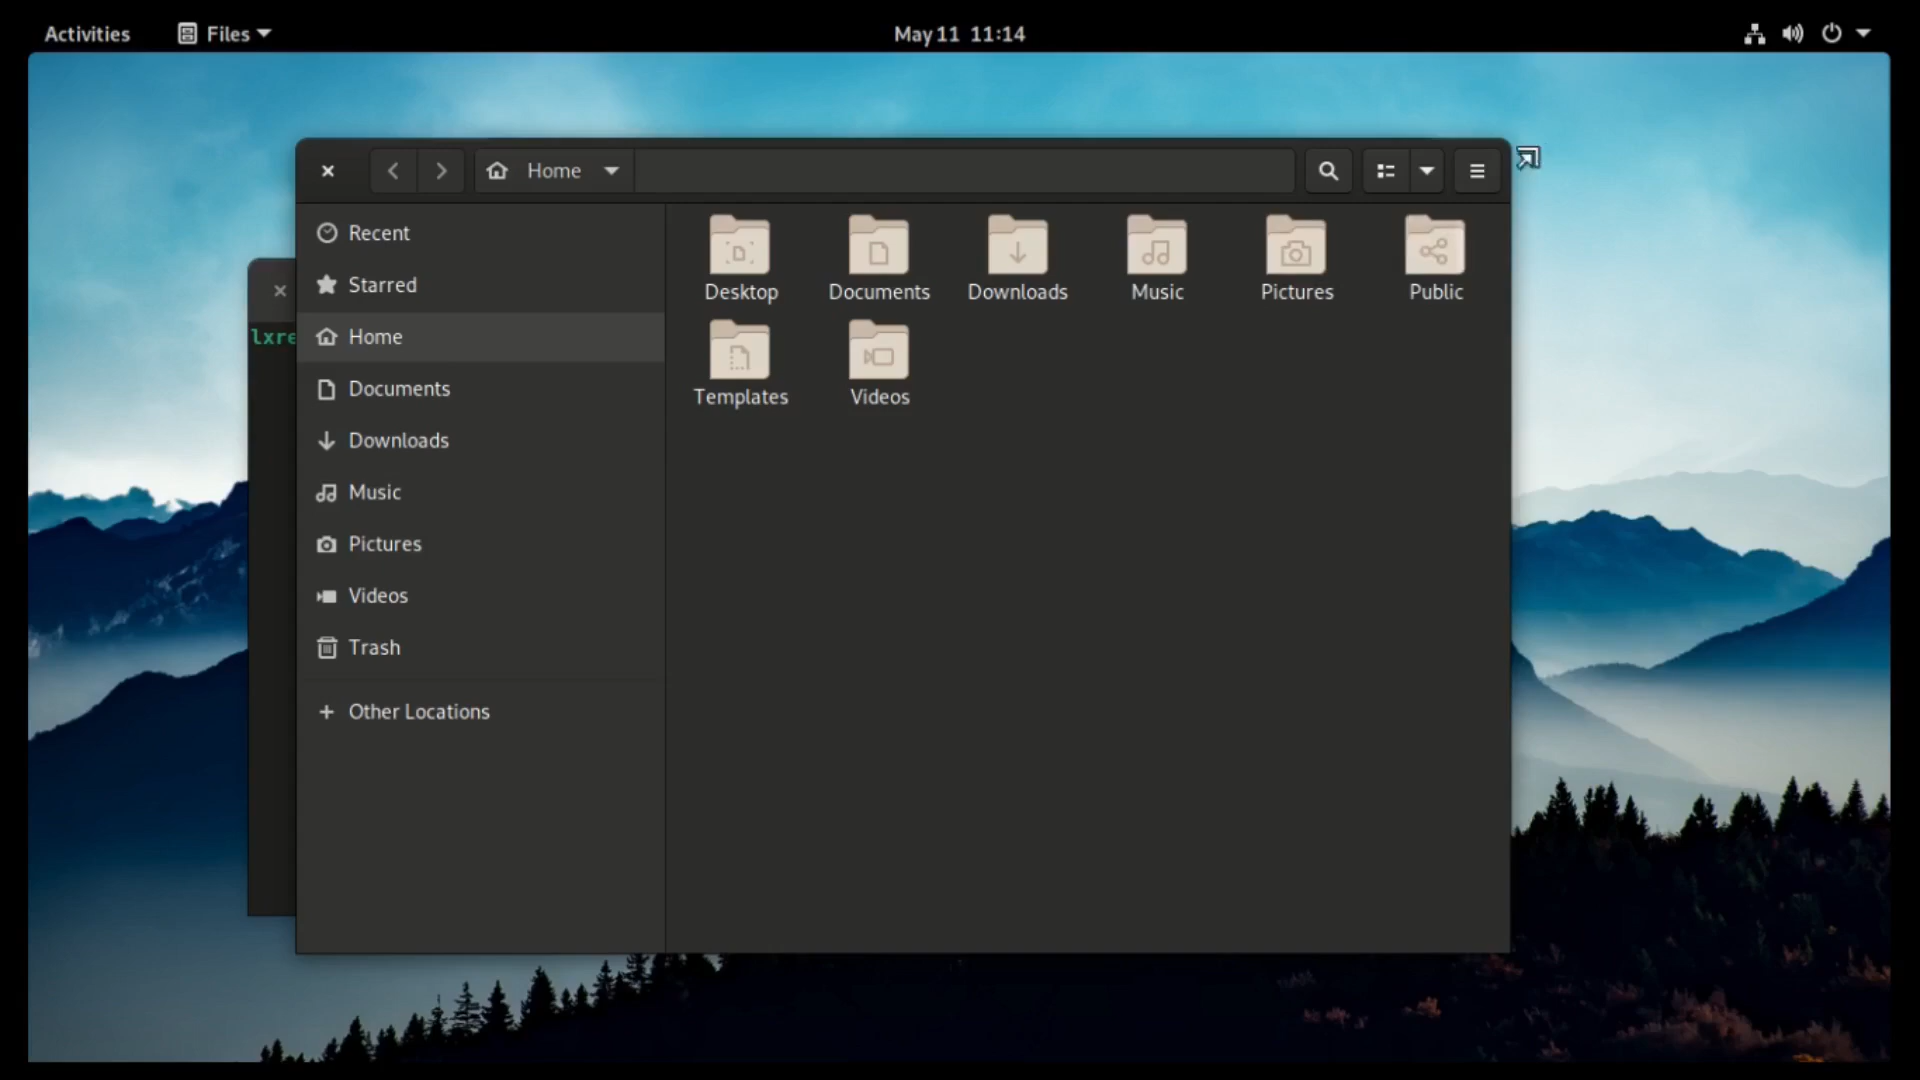 Activities Files May 11 11:14
Home
Recent
Starred
Home
Documents
Downloads
Music
Pictures
Videos
Trash
Other Locations
Desktop Documents Downloads Music Pictures Public
Templates Videos
lxre